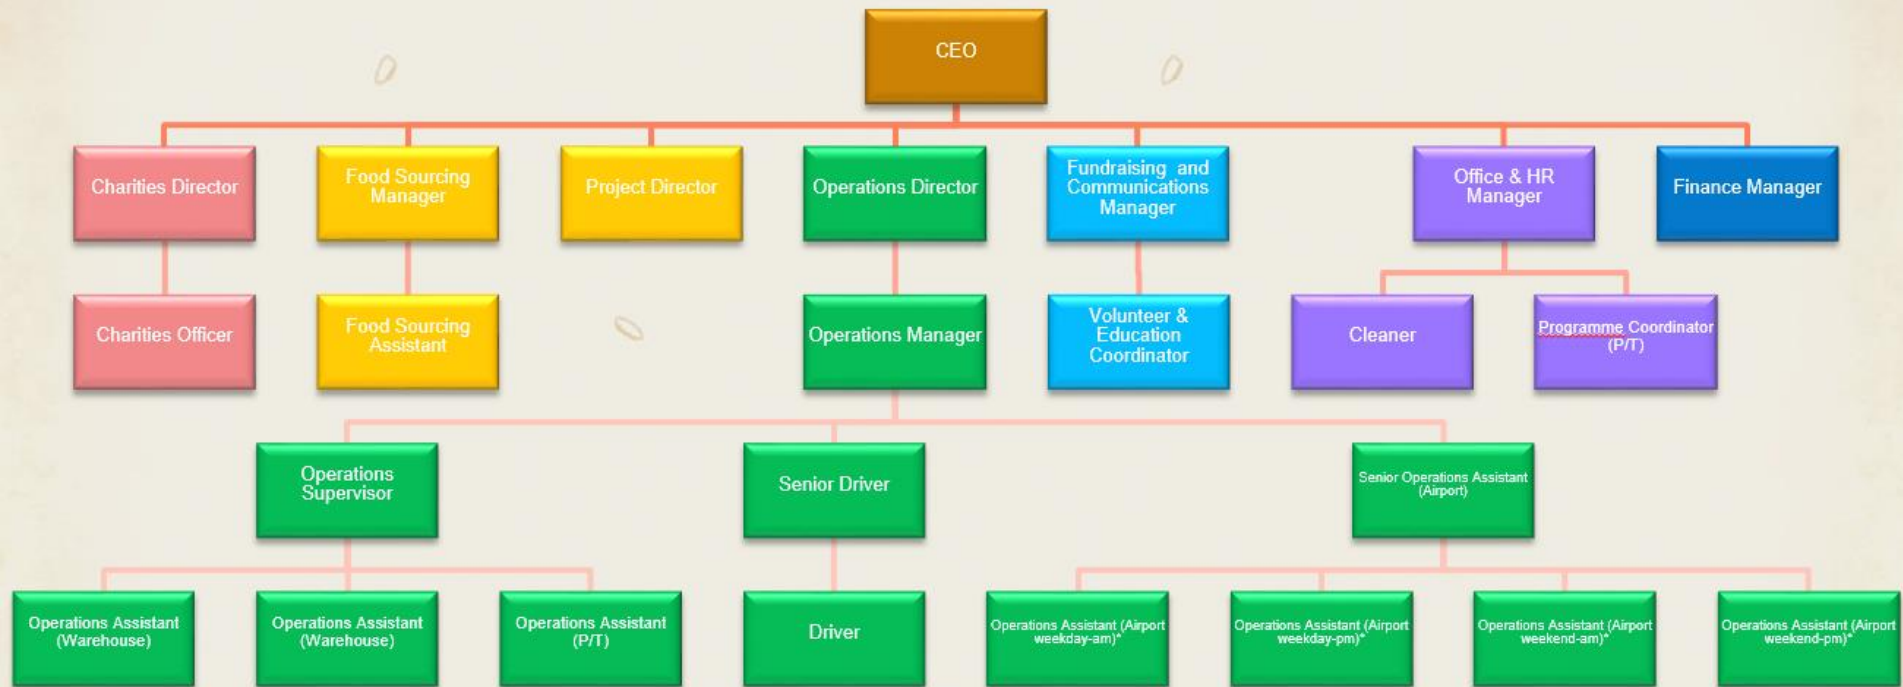 CEO
Charities Director
Food Sourcing
Manager
Project Director
Operations Director
Fundraising and
Communications
Manager
Office & HR
Manager
Finance Manager
Charities Officer
Food Sourcing
Assistant
Operations Manager
Volunteer &
Education
Coordinator
Cleaner
Programme Coordinator
(P/T)
Operations
Supervisor
Senior Driver
Senior Operations Assistant
(Airport)
Operations Assistant
(Warehouse)
Operations Assistant
(Warehouse)
Operations Assistant
(P/T)
Driver
Operations Assistant (Airport
weekday-am)*
Operations Assistant (Airport
weekday-pm)*
Operations Assistant (Airport
weekend-am)*
Operations Assistant (Airport
weekend-pm)*